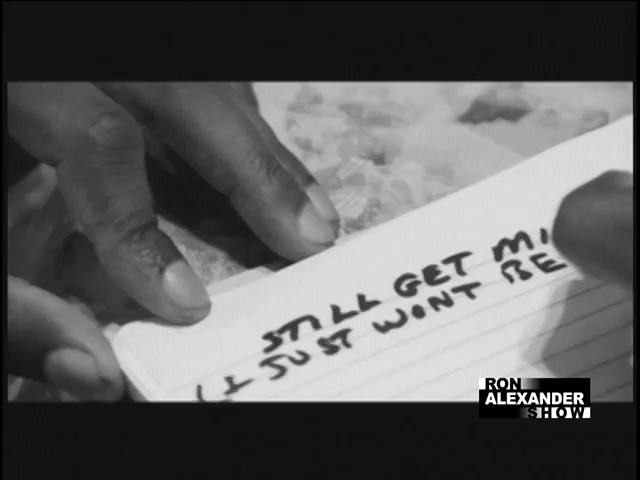 STILL GET
(I JUST WONT BE
RON
ALEXANDER
SHOW